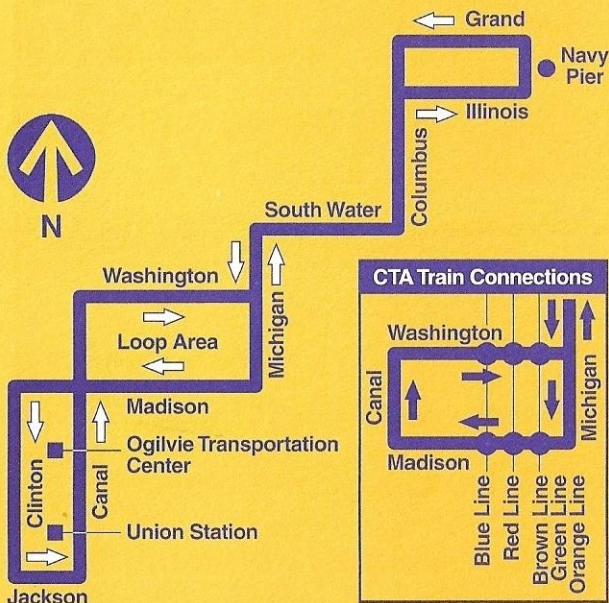 Grand
Navy
Pier
Illinois
Columbus
N
South Water
Washington
Loop Area
Michigan
Madison
Clinton
Canal
Ogilvie Transportation
Center
Union Station
Jackson
CTA Train Connections
Washington
Canal
Michigan
Madison
Blue Line
Red Line
Brown Line
Green Line
Orange Line